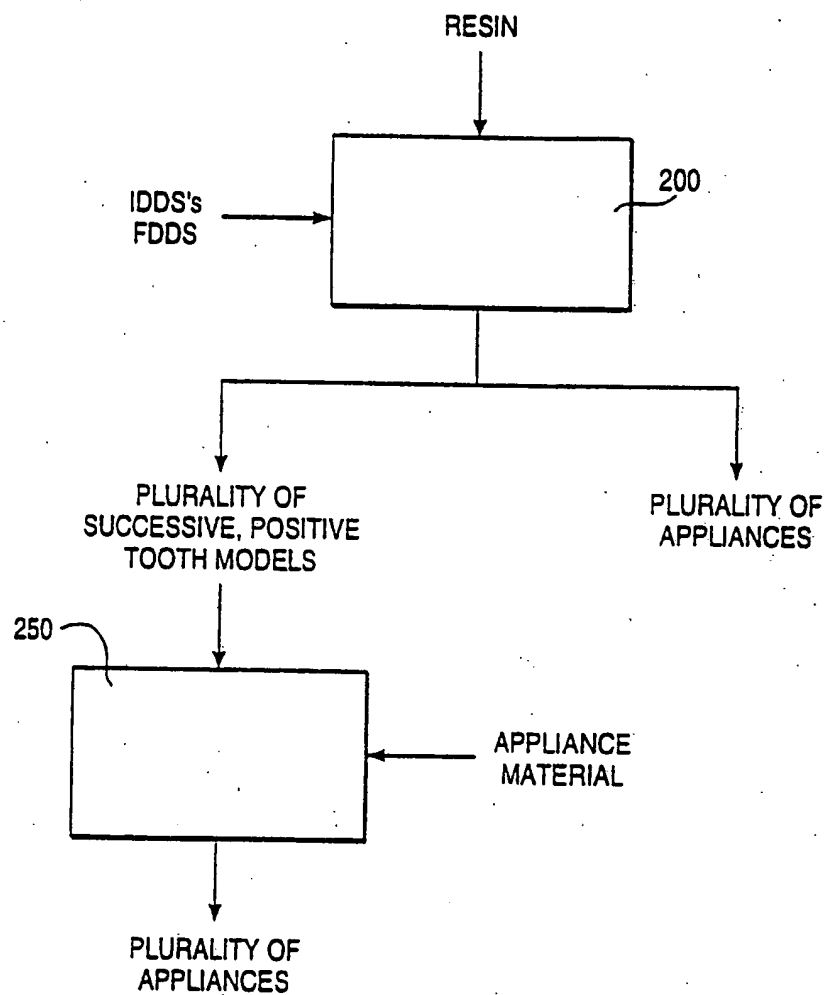 RESIN
IDDS's
FDDS
200
PLURALITY OF
SUCCESSIVE, POSITIVE
TOOTH MODELS
PLURALITY OF
APPLIANCES
250
APPLIANCE
MATERIAL
PLURALITY OF
APPLIANCES